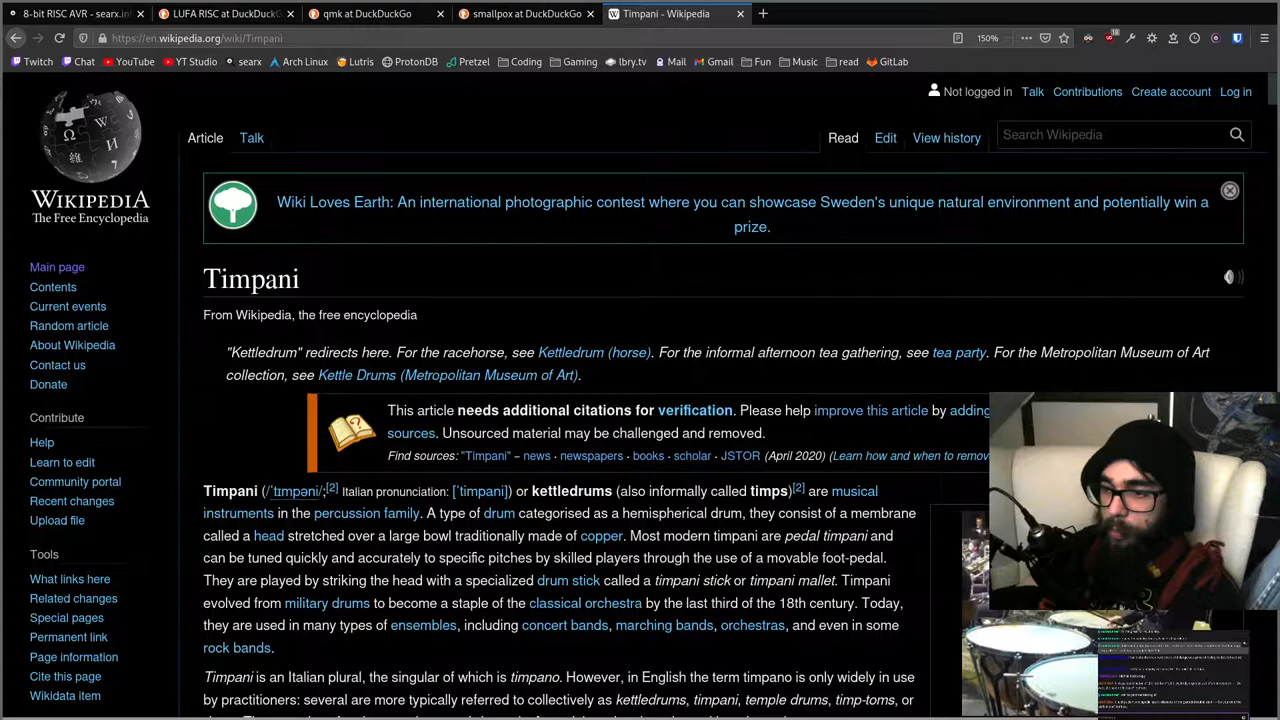 8-bit RISC AVR - searx.in
LUFA RISC at DuckDuckG
qmk at DuckDuckGo
smallpox at DuckDuckGo
Timpani - Wikipedia
https://en.wikipedia.org/wiki/Timpani
150%
18
Twitch Chat YouTube YT Studio searx Arch Linux Lutris ProtonDB Pretzel Coding Gaming lbry.tv Mail Gmail Fun Music read GitLab
Not logged in Talk Contributions Create account Log in
Article Talk Read Edit View history Search Wikipedia
WIKIPEDIA
The Free Encyclopedia
Main page
Contents
Current events
Random article
About Wikipedia
Contact us
Donate
Contribute
Help
Learn to edit
Community portal
Recent changes
Upload file
Tools
What links here
Related changes
Special pages
Permanent link
Page information
Cite this page
Wikidata item
Wiki Loves Earth: An international photographic contest where you can showcase Sweden's unique natural environment and potentially win a
prize.
Timpani
From Wikipedia, the free encyclopedia
"Kettledrum" redirects here. For the racehorse, see Kettledrum (horse). For the informal afternoon tea gathering, see tea party. For the Metropolitan Museum of Art
collection, see Kettle Drums (Metropolitan Museum of Art).
This article needs additional citations for verification. Please help improve this article by adding
sources. Unsourced material may be challenged and removed.
Find sources: "Timpani" – news · newspapers · books · scholar · JSTOR (April 2020) (Learn how and when to remov
Timpani (/ˈtɪmpəni/;[2] Italian pronunciation: [ˈtimpani]) or kettledrums (also informally called timps)[2] are musical
instruments in the percussion family. A type of drum categorised as a hemispherical drum, they consist of a membrane
called a head stretched over a large bowl traditionally made of copper. Most modern timpani are pedal timpani and
can be tuned quickly and accurately to specific pitches by skilled players through the use of a movable foot-pedal.
They are played by striking the head with a specialized drum stick called a timpani stick or timpani mallet. Timpani
evolved from military drums to become a staple of the classical orchestra by the last third of the 18th century. Today,
they are used in many types of ensembles, including concert bands, marching bands, orchestras, and even in some
rock bands.
Timpani is an Italian plural, the singular of which is timpano. However, in English the term timpano is only widely in use
by practitioners: several are more typically referred to collectively as kettledrums, timpani, temple drums, timp-toms, or